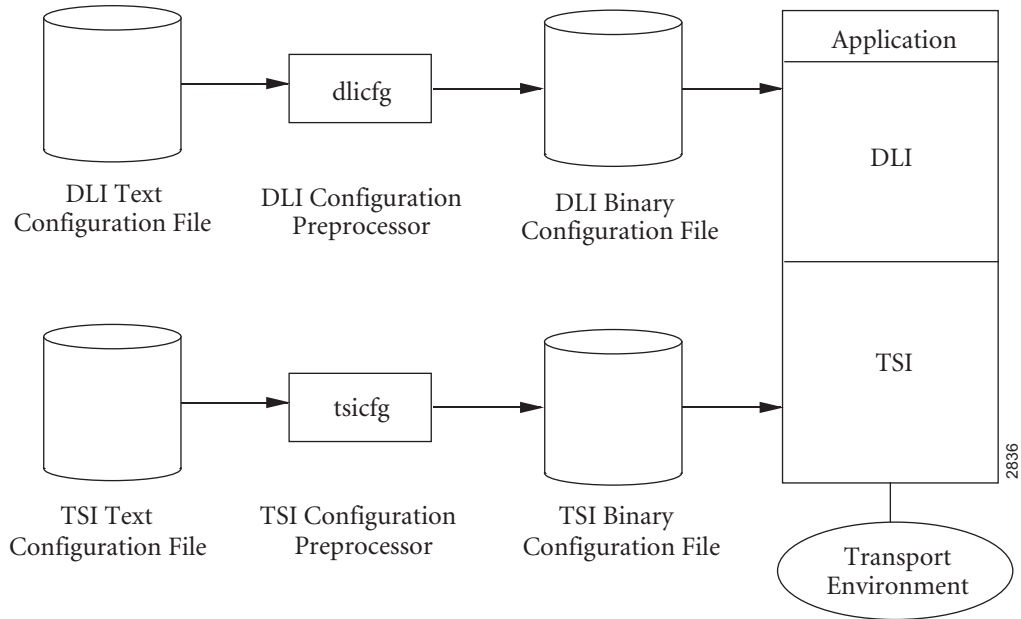 Application
dlicfg
DLI
DLI Text
Configuration File
DLI Configuration
Preprocessor
DLI Binary
Configuration File
tsicfg
TSI
TSI Text
Configuration File
TSI Configuration
Preprocessor
TSI Binary
Configuration File
2836
Transport
Environment